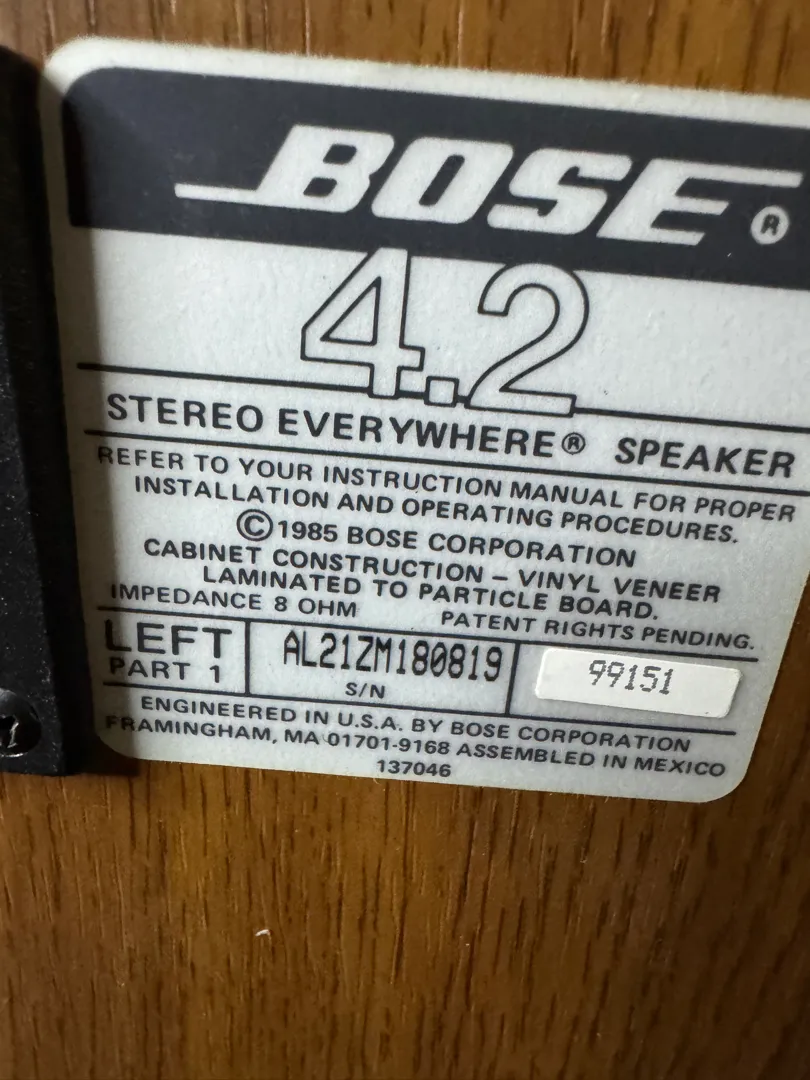 BOSE®
4.2
STEREO EVERYWHERE® SPEAKER
REFER TO YOUR INSTRUCTION MANUAL FOR PROPER
INSTALLATION AND OPERATING PROCEDURES.
©1985 BOSE CORPORATION
CABINET CONSTRUCTION – VINYL VENEER
LAMINATED TO PARTICLE BOARD.
IMPEDANCE 8 OHM PATENT RIGHTS PENDING.
LEFT
PART 1
AL21ZM180819
S/N
99151
ENGINEERED IN U.S.A. BY BOSE CORPORATION
FRAMINGHAM, MA 01701-9168 ASSEMBLED IN MEXICO
137046